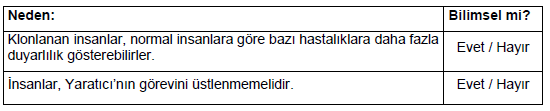 Neden: Bilimsel mi?
Klonlanan insanlar, normal insanlara göre bazı hastalıklara daha fazla
duyarlılık gösterebilirler. Evet / Hayır
İnsanlar, Yaratıcı’nın görevini üstlenmemelidir. Evet / Hayır